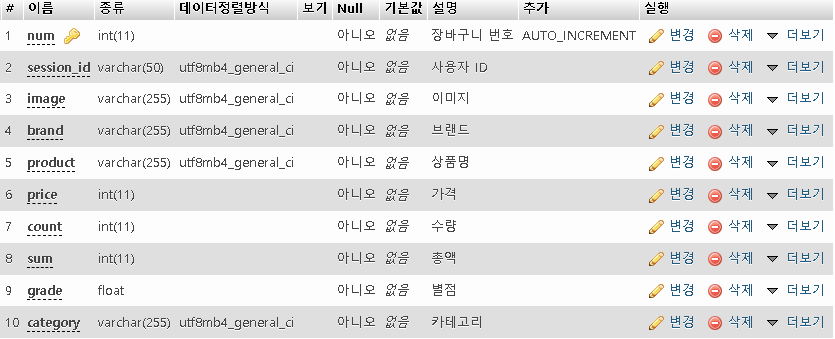 # 이름 종류 데이터정렬방식 보기 Null 기본값 설명 추가 실행
1 num int(11) 아니오 없음 장바구니 번호 AUTO_INCREMENT 변경 삭제 더보기
2 session_id varchar(50) utf8mb4_general_ci 아니오 없음 사용자 ID 변경 삭제 더보기
3 image varchar(255) utf8mb4_general_ci 아니오 없음 이미지 변경 삭제 더보기
4 brand varchar(255) utf8mb4_general_ci 아니오 없음 브랜드 변경 삭제 더보기
5 product varchar(255) utf8mb4_general_ci 아니오 없음 상품명 변경 삭제 더보기
6 price int(11) 아니오 없음 가격 변경 삭제 더보기
7 count int(11) 아니오 없음 수량 변경 삭제 더보기
8 sum int(11) 아니오 없음 총액 변경 삭제 더보기
9 grade float 아니오 없음 별점 변경 삭제 더보기
10 category varchar(255) utf8mb4_general_ci 아니오 없음 카테고리 변경 삭제 더보기